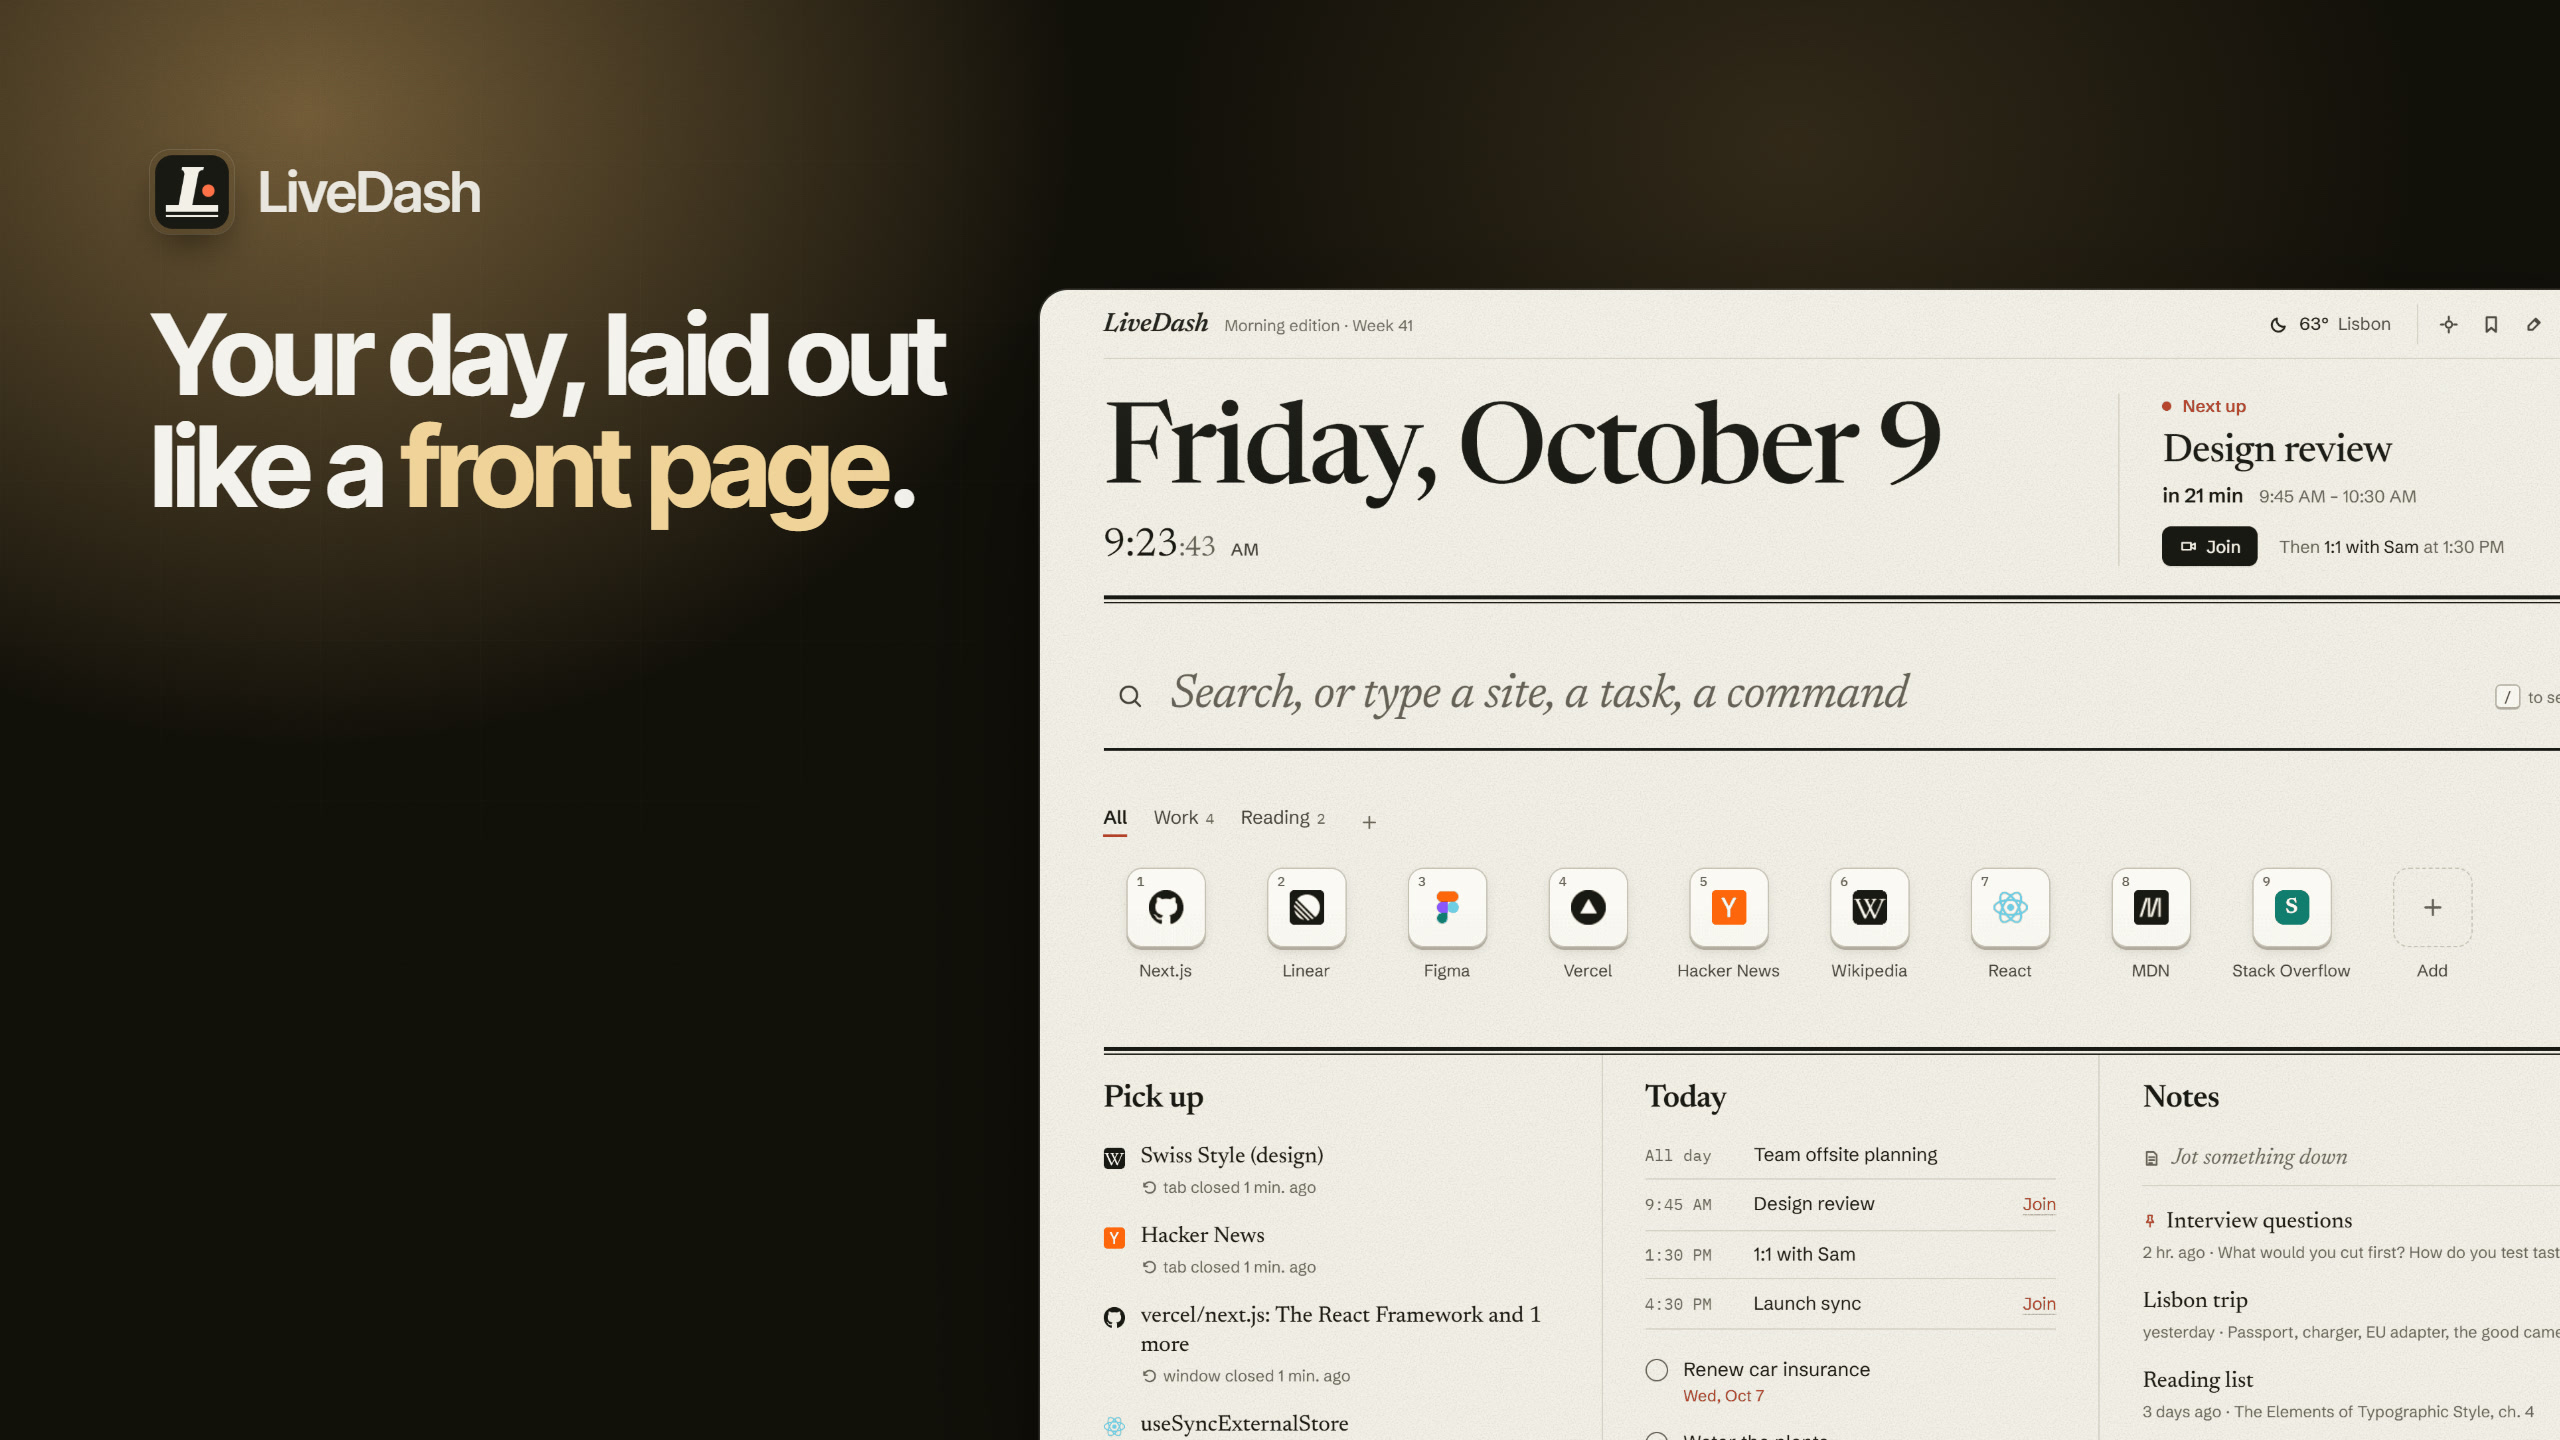 LiveDash
Your day, laid out
like a front page.
LiveDash Morning edition · Week 41
63° Lisbon
Friday, October 9
9:23:43 AM
Next up
Design review
in 21 min 9:45 AM – 10:30 AM
Join Then 1:1 with Sam at 1:30 PM
Search, or type a site, a task, a command
/ to se
All Work 4 Reading 2 +
1 2 3 4 5 6 7 8 9
Next.js Linear Figma Vercel Hacker News Wikipedia React MDN Stack Overflow Add
Pick up
Swiss Style (design)
tab closed 1 min. ago
Hacker News
tab closed 1 min. ago
vercel/next.js: The React Framework and 1
more
window closed 1 min. ago
useSyncExternalStore
Today
All day Team offsite planning
9:45 AM Design review Join
1:30 PM 1:1 with Sam
4:30 PM Launch sync Join
Renew car insurance
Wed, Oct 7
Notes
Jot something down
Interview questions
2 hr. ago · What would you cut first? How do you test tast
Lisbon trip
yesterday · Passport, charger, EU adapter, the good came
Reading list
3 days ago · The Elements of Typographic Style, ch. 4